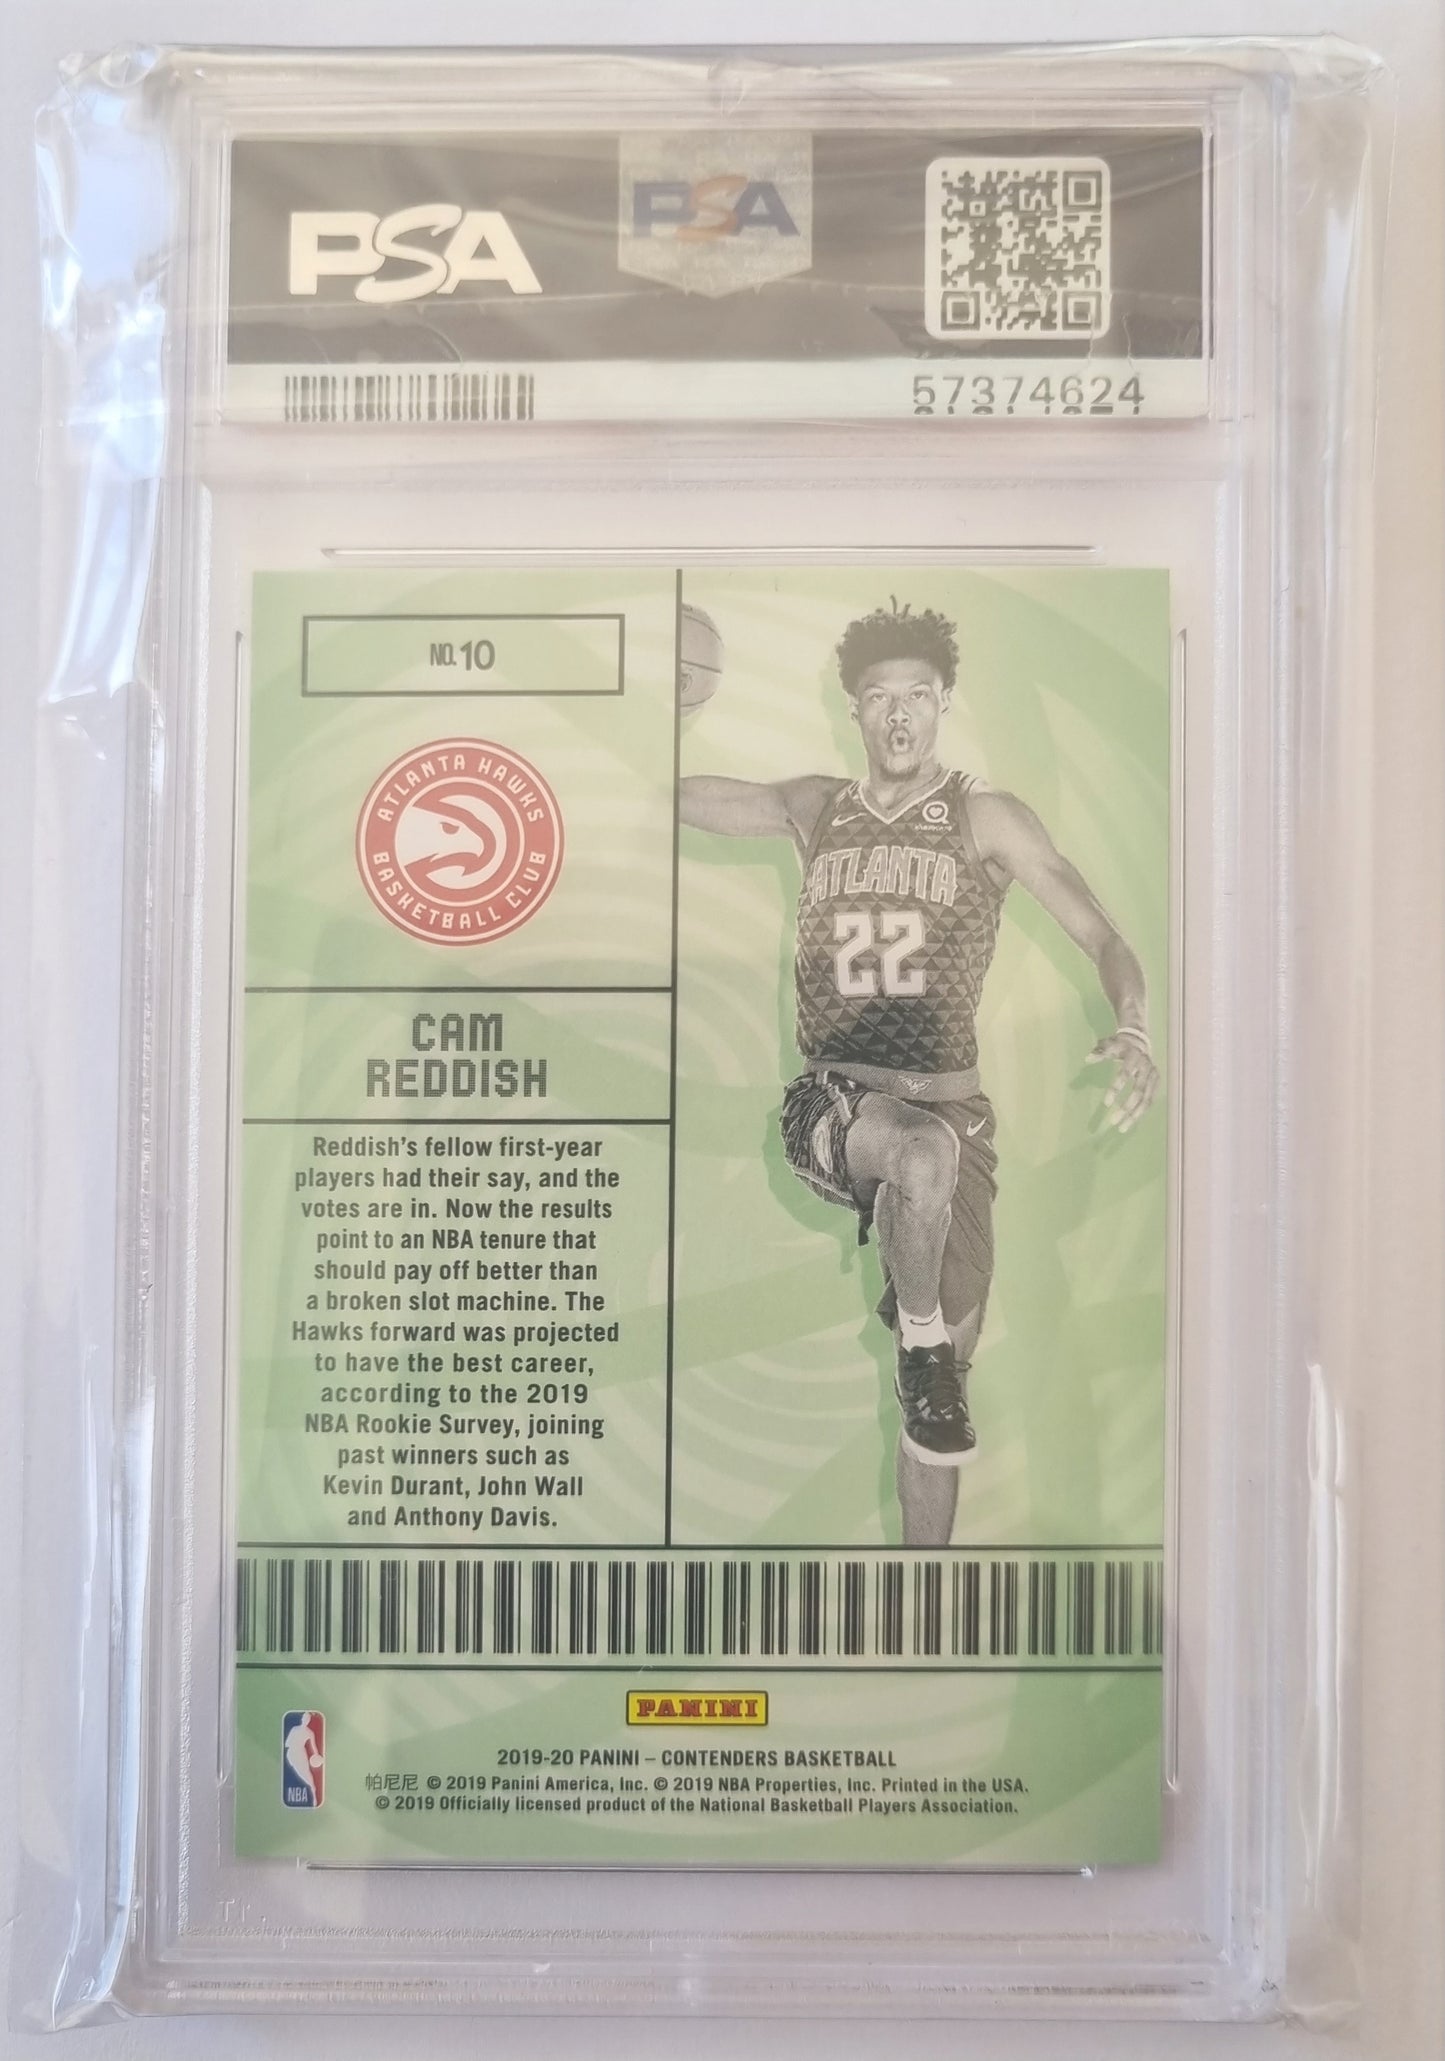 PSA
PSA
57374624
NO. 10
ATLANTA HAWKS
BASKETBALL CLUB
ATLANTA
22
CAM
REDDISH
Reddish's fellow first-year
players had their say, and the
votes are in. Now the results
point to an NBA tenure that
should pay off better than
a broken slot machine. The
Hawks forward was projected
to have the best career,
according to the 2019
NBA Rookie Survey, joining
past winners such as
Kevin Durant, John Wall
and Anthony Davis.
PANINI
NBA
2019-20 PANINI – CONTENDERS BASKETBALL
帕尼尼 © 2019 Panini America, Inc. © 2019 NBA Properties, Inc. Printed in the USA.
© 2019 Officially licensed product of the National Basketball Players Association.